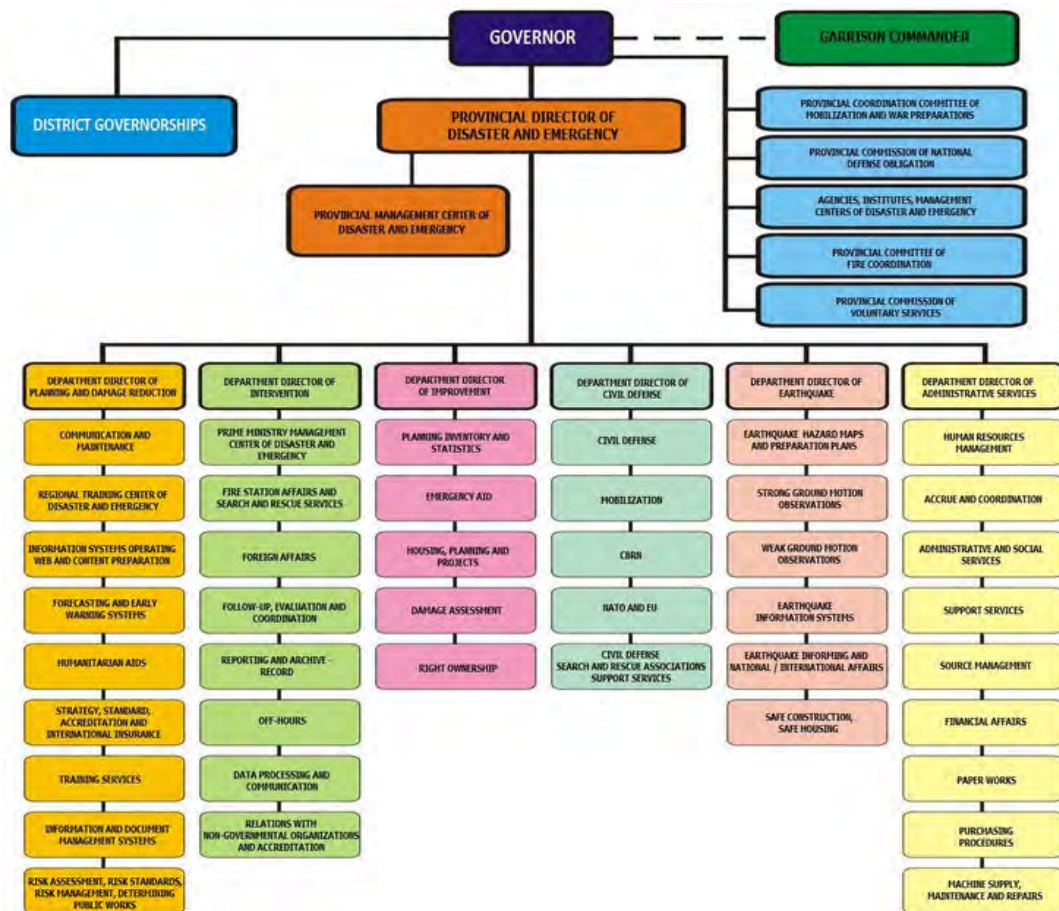 GOVERNOR
GARRISON COMMANDER
DISTRICT GOVERNORSHIPS
PROVINCIAL DIRECTOR OF
DISASTER AND EMERGENCY
PROVINCIAL MANAGEMENT CENTER OF
DISASTER AND EMERGENCY
PROVINCIAL COORDINATION COMMITTEE OF
MOBILIZATION AND WAR PREPARATIONS
PROVINCIAL COMMISSION OF NATIONAL
DEFENSE OBLIGATION
AGENCIES, INSTITUTES, MANAGEMENT
CENTERS OF DISASTER AND EMERGENCY
PROVINCIAL COMMITTEE OF
FIRE COORDINATION
PROVINCIAL COMMISSION OF
VOLUNTARY SERVICES
DEPARTMENT DIRECTOR OF
PLANNING AND DAMAGE REDUCTION
COMMUNICATION AND
MAINTENANCE
REGIONAL TRAINING CENTER OF
DISASTER AND EMERGENCY
INFORMATION SYSTEMS OPERATING
WEB AND CONTENT PREPARATION
FORECASTING AND EARLY
WARNING SYSTEMS
HUMANITARIAN AIDS
STRATEGY, STANDARD,
ACCREDITATION AND
INTERNATIONAL INSURANCE
TRAINING SERVICES
INFORMATION AND DOCUMENT
MANAGEMENT SYSTEMS
RISK ASSESSMENT, RISK STANDARDS,
RISK MANAGEMENT, DETERMINING
PUBLIC WORKS
DEPARTMENT DIRECTOR OF
INTERVENTION
PRIME MINISTRY MANAGEMENT
CENTER OF DISASTER AND
EMERGENCY
FIRE STATION AFFAIRS AND
SEARCH AND RESCUE SERVICES
FOREIGN AFFAIRS
FOLLOW-UP, EVALUATION AND
COORDINATION
REPORTING AND ARCHIVE -
RECORD
OFF-HOURS
DATA PROCESSING AND
COMMUNICATION
RELATIONS WITH
NON-GOVERNMENTAL ORGANIZATIONS
AND ACCREDITATION
DEPARTMENT DIRECTOR
OF IMPROVEMENT
PLANNING INVENTORY AND
STATISTICS
EMERGENCY AID
HOUSING, PLANNING AND
PROJECTS
DAMAGE ASSESSMENT
RIGHT OWNERSHIP
DEPARTMENT DIRECTOR OF
CIVIL DEFENSE
CIVIL DEFENSE
MOBILIZATION
CBRN
NATO AND EU
CIVIL DEFENSE
SEARCH AND RESCUE ASSOCIATIONS
SUPPORT SERVICES
DEPARTMENT DIRECTOR OF
EARTHQUAKE
EARTHQUAKE HAZARD MAPS
AND PREPARATION PLANS
STRONG GROUND MOTION
OBSERVATIONS
WEAK GROUND MOTION
OBSERVATIONS
EARTHQUAKE
INFORMATION SYSTEMS
EARTHQUAKE INFORMING AND
NATIONAL / INTERNATIONAL AFFAIRS
SAFE CONSTRUCTION,
SAFE HOUSING
DEPARTMENT DIRECTOR OF
ADMINISTRATIVE SERVICES
HUMAN RESOURCES
MANAGEMENT
ACCRUE AND COORDINATION
ADMINISTRATIVE AND SOCIAL
SERVICES
SUPPORT SERVICES
SOURCE MANAGEMENT
FINANCIAL AFFAIRS
PAPER WORKS
PURCHASING
PROCEDURES
MACHINE SUPPLY,
MAINTENANCE AND REPAIRS